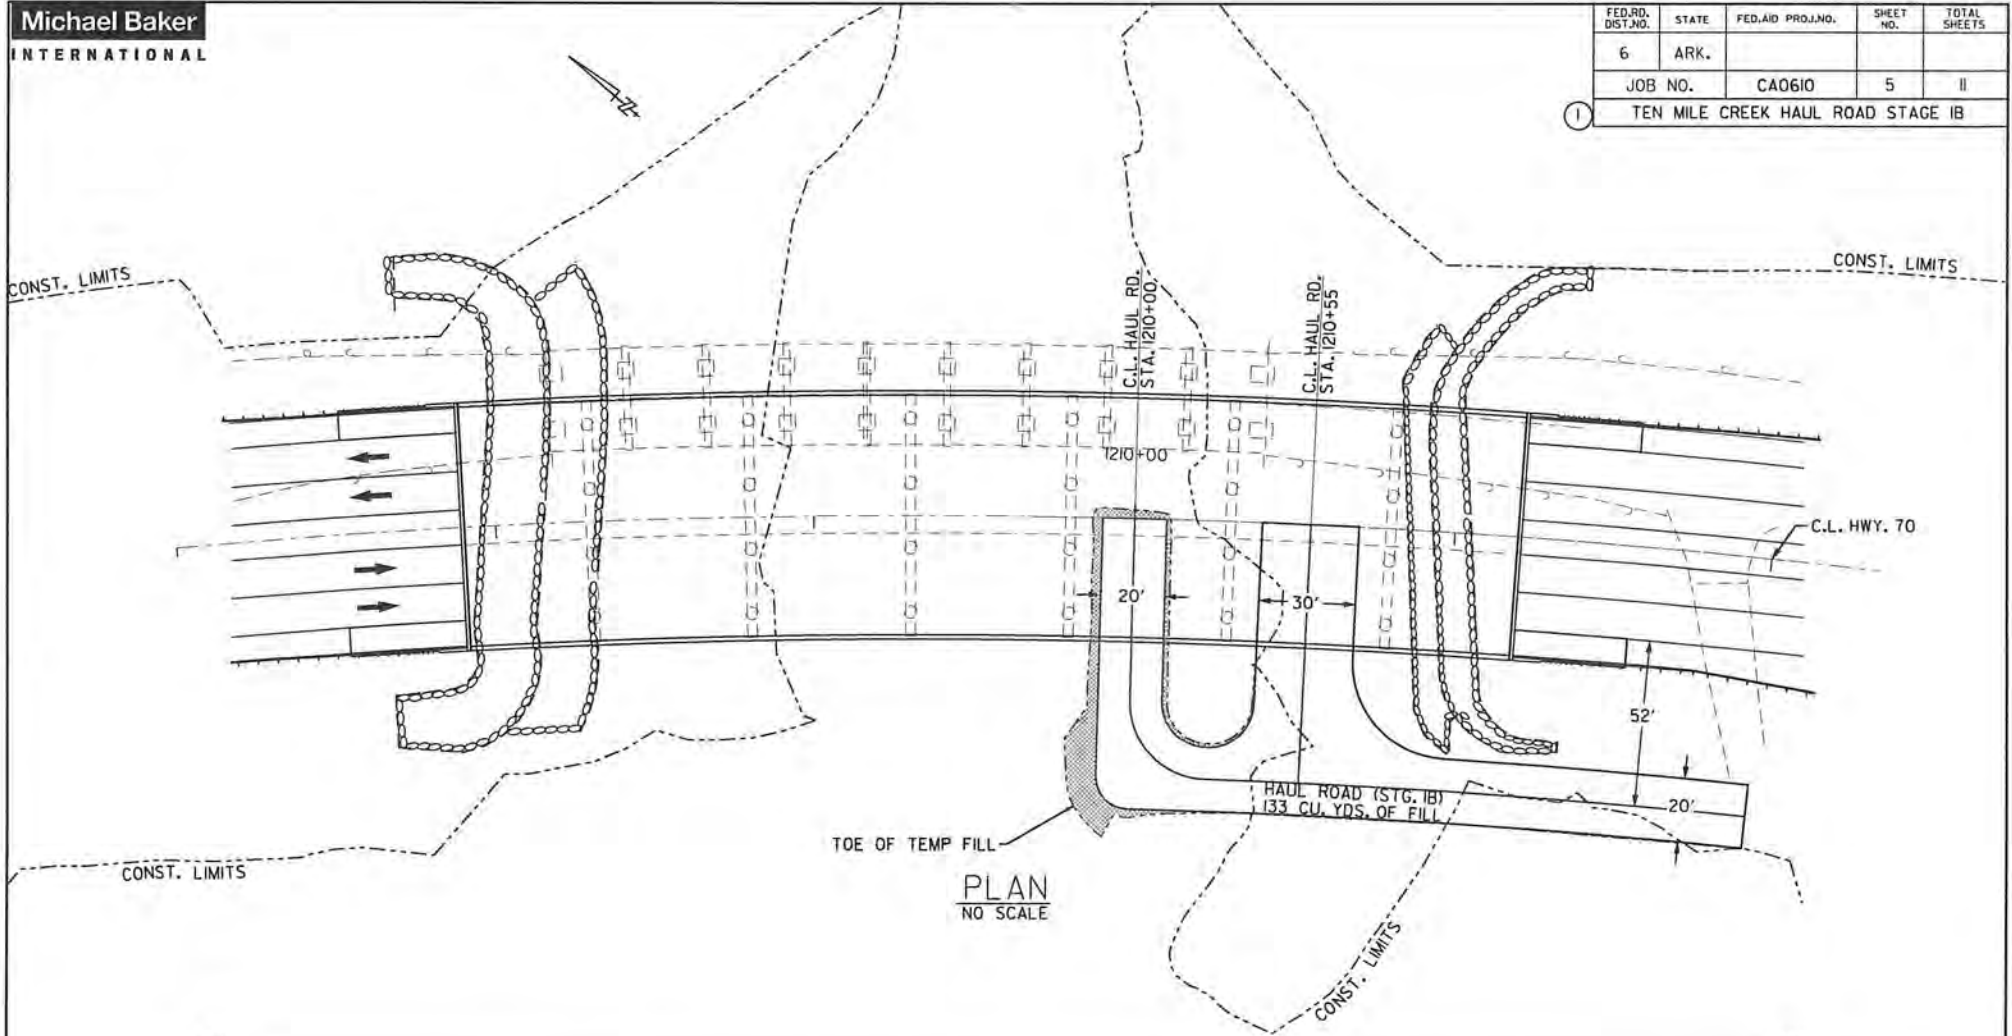 Michael Baker
INTERNATIONAL
FED.RD. DIST.NO.
STATE
FED.AID PROJ.NO.
SHEET NO.
TOTAL SHEETS
6
ARK.
JOB NO.
CA0610
5
11
1
TEN MILE CREEK HAUL ROAD STAGE 1B
CONST. LIMITS
CONST. LIMITS
C.L. HAUL RD.
STA. 1210+00
C.L. HAUL RD.
STA. 1210+55
1210+00
C.L. HWY. 70
20'
30'
52'
20'
HAUL ROAD (STG. 1B)
133 CU. YDS. OF FILL
TOE OF TEMP FILL
CONST. LIMITS
PLAN
NO SCALE
CONST. LIMITS